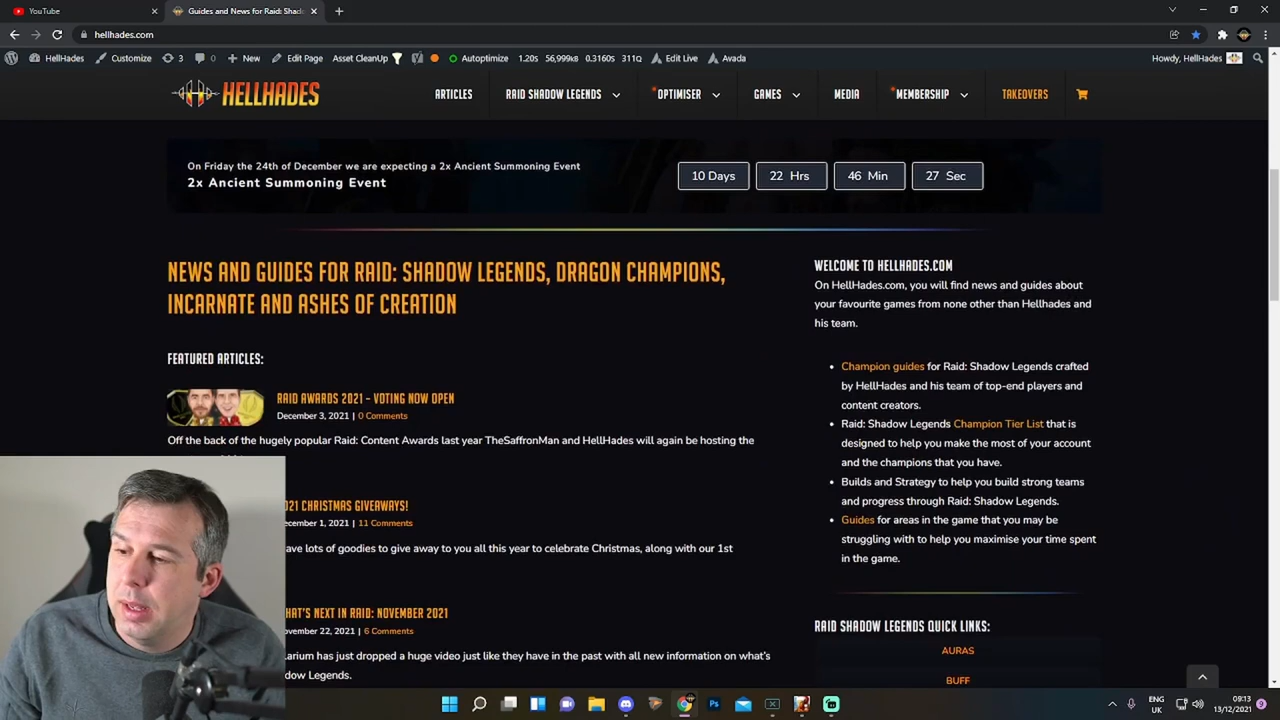 YouTube
Guides and News for Raid: Shad
hellhades.com
HellHades
Customize
3
0
New
Edit Page
Asset CleanUp
Autoptimize
1.20s 56,999KB 0.3160s 311Q
Edit Live
Avada
Howdy, HellHades
HELLHADES
ARTICLES
RAID SHADOW LEGENDS
OPTIMISER
GAMES
MEDIA
MEMBERSHIP
TAKEOVERS
On Friday the 24th of December we are expecting a 2x Ancient Summoning Event
2x Ancient Summoning Event
10 Days
22 Hrs
46 Min
27 Sec
NEWS AND GUIDES FOR RAID: SHADOW LEGENDS, DRAGON CHAMPIONS,
INCARNATE AND ASHES OF CREATION
FEATURED ARTICLES:
RAID AWARDS 2021 – VOTING NOW OPEN
December 3, 2021 | 0 Comments
Off the back of the hugely popular Raid: Content Awards last year TheSaffronMan and HellHades will again be hosting the
021 CHRISTMAS GIVEAWAYS!
ecember 1, 2021 | 11 Comments
ave lots of goodies to give away to you all this year to celebrate Christmas, along with our 1st
HAT'S NEXT IN RAID: NOVEMBER 2021
ovember 22, 2021 | 6 Comments
larium has just dropped a huge video just like they have in the past with all new information on what's
dow Legends.
WELCOME TO HELLHADES.COM
On HellHades.com, you will find news and guides about
your favourite games from none other than Hellhades and
his team.
Champion guides for Raid: Shadow Legends crafted
by HellHades and his team of top-end players and
content creators.
Raid: Shadow Legends Champion Tier List that is
designed to help you make the most of your account
and the champions that you have.
Builds and Strategy to help you build strong teams
and progress through Raid: Shadow Legends.
Guides for areas in the game that you may be
struggling with to help you maximise your time spent
in the game.
RAID SHADOW LEGENDS QUICK LINKS:
AURAS
BUFF
ENG
UK
09:13
13/12/2021